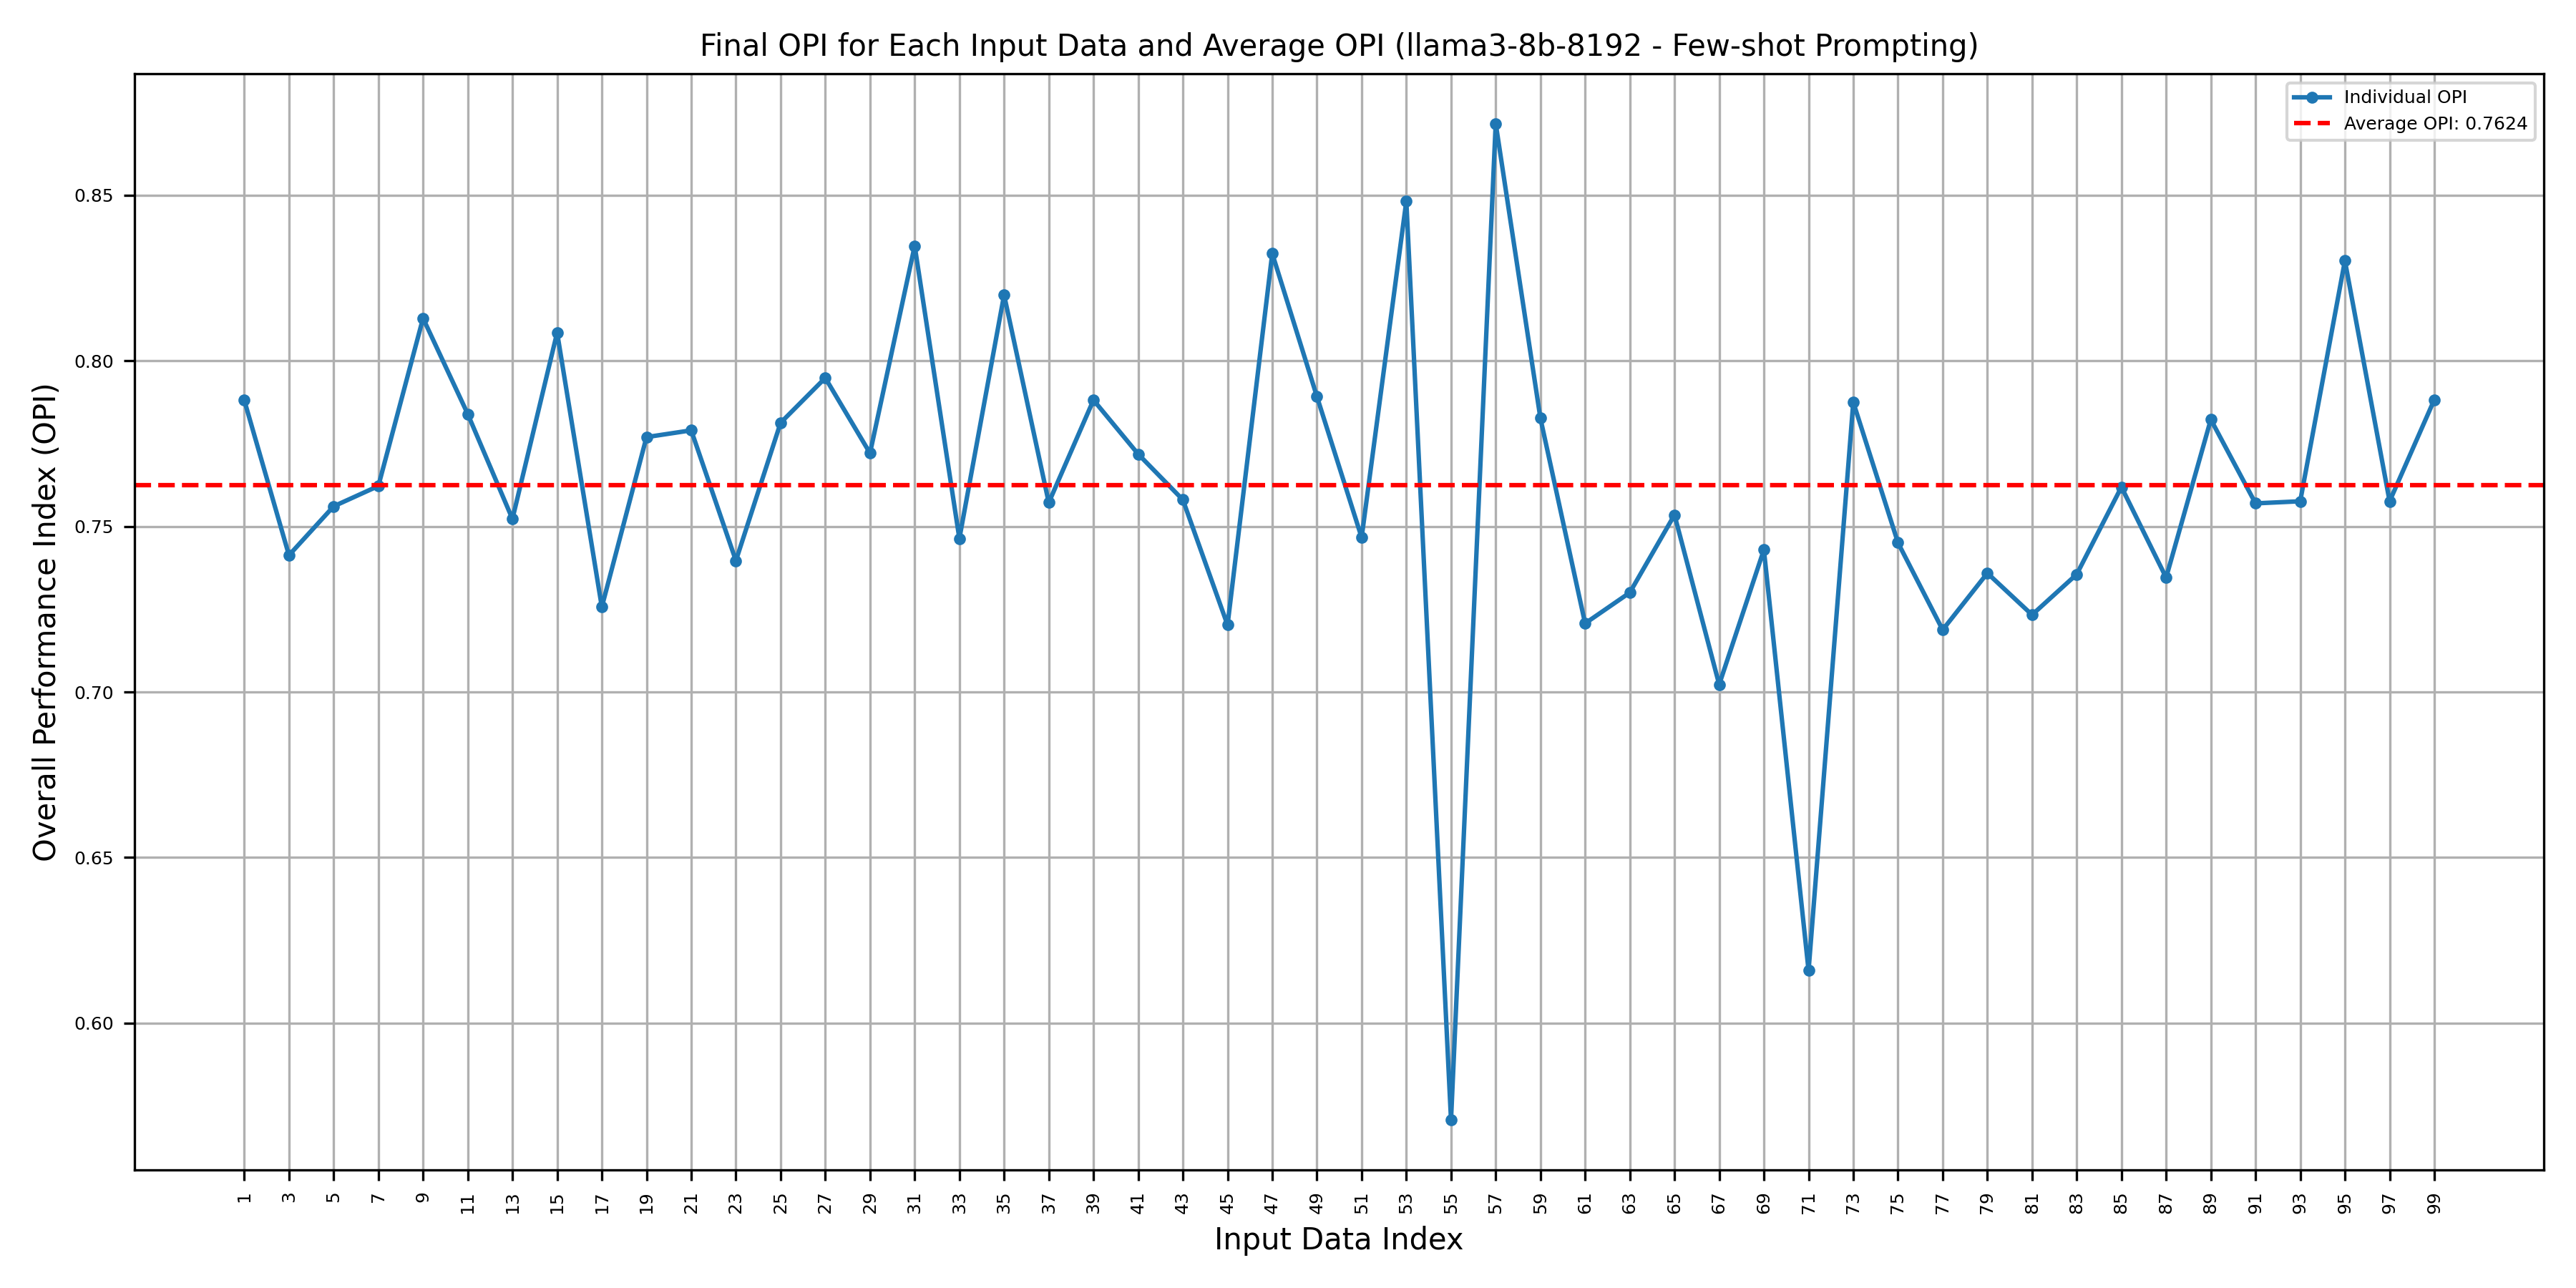 Final OPI for Each Input Data and Average OPI (llama3-8b-8192 - Few-shot Prompting)
Individual OPI
Average OPI: 0.7624
Overall Performance Index (OPI)
0.85
0.80
0.75
0.70
0.65
0.60
1 3 5 7 9 11 13 15 17 19 21 23 25 27 29 31 33 35 37 39 41 43 45 47 49 51 53 55 57 59 61 63 65 67 69 71 73 75 77 79 81 83 85 87 89 91 93 95 97 99
Input Data Index